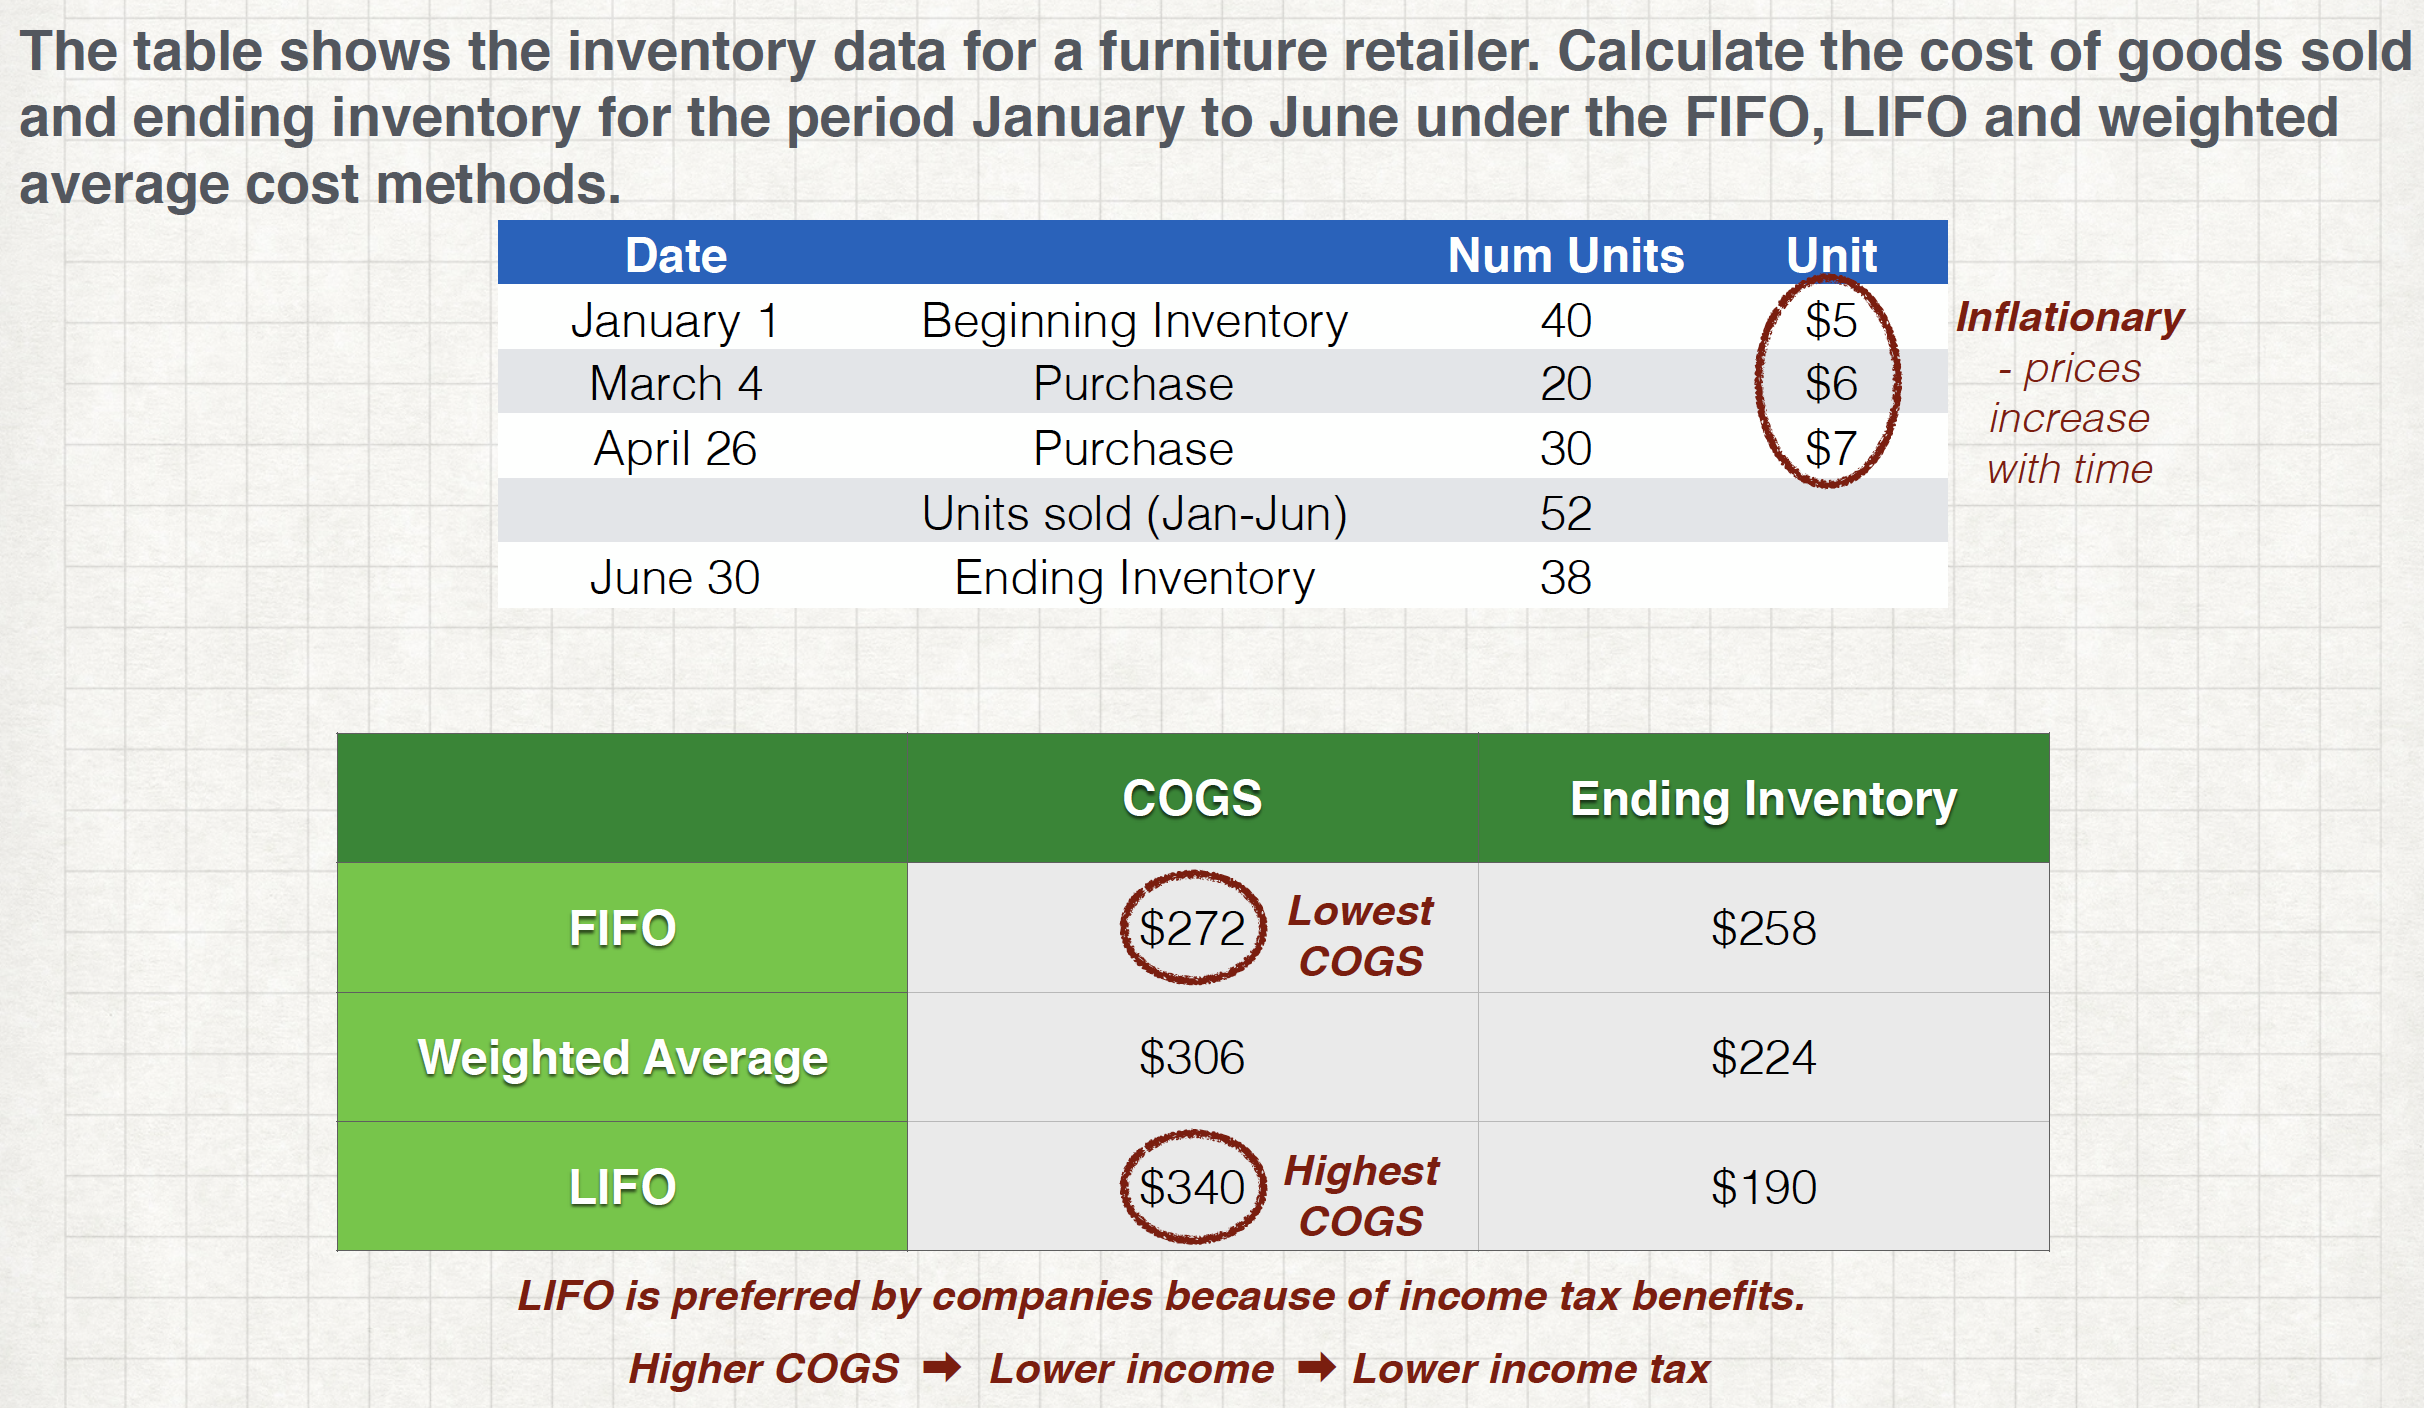 The table shows the inventory data for a furniture retailer. Calculate the cost of goods sold
and ending inventory for the period January to June under the FIFO, LIFO and weighted
average cost methods.
Date Num Units Unit
January 1 Beginning Inventory 40 $5
March 4 Purchase 20 $6
April 26 Purchase 30 $7
Units sold (Jan-Jun) 52
June 30 Ending Inventory 38
Inflationary
- prices
increase
with time
COGS Ending Inventory
FIFO $272 Lowest COGS $258
Weighted Average $306 $224
LIFO $340 Highest COGS $190
LIFO is preferred by companies because of income tax benefits.
Higher COGS ➡ Lower income ➡ Lower income tax